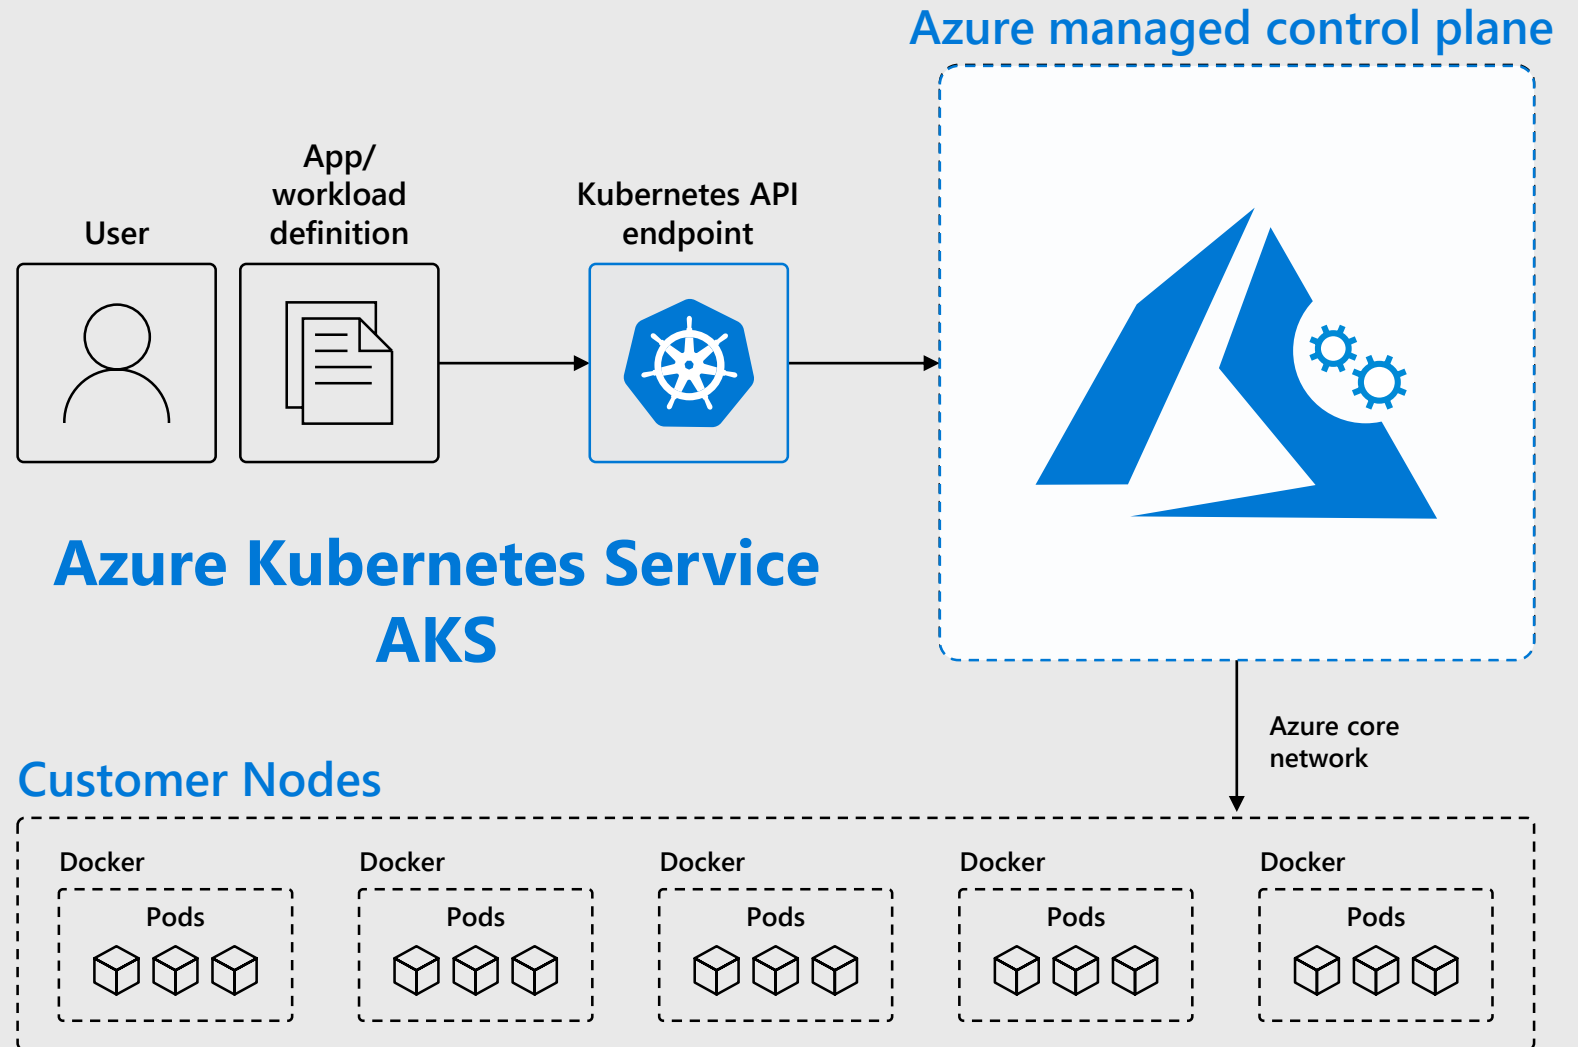 Azure managed control plane
User
App/
workload
definition
Kubernetes API
endpoint
Azure Kubernetes Service
AKS
Azure core
network
Customer Nodes
Docker
Docker
Docker
Docker
Docker
Pods
Pods
Pods
Pods
Pods